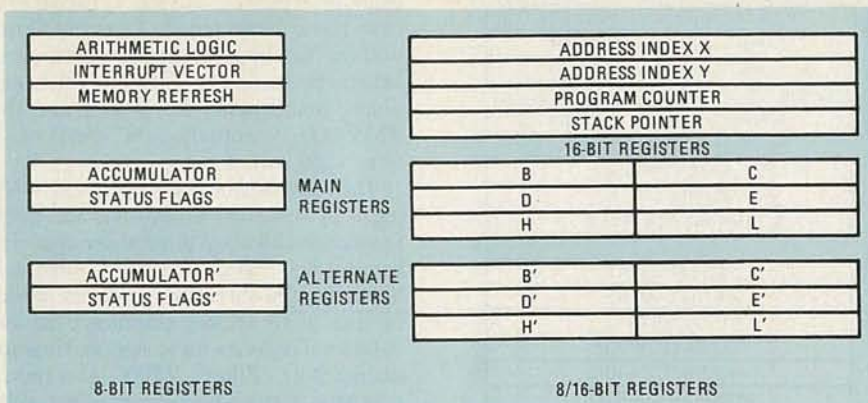 ARITHMETIC LOGIC
INTERRUPT VECTOR
MEMORY REFRESH
ADDRESS INDEX X
ADDRESS INDEX Y
PROGRAM COUNTER
STACK POINTER
16-BIT REGISTERS
ACCUMULATOR
STATUS FLAGS
MAIN
REGISTERS
B C
D E
H L
ACCUMULATOR'
STATUS FLAGS'
ALTERNATE
REGISTERS
B' C'
D' E'
H' L'
8-BIT REGISTERS
8/16-BIT REGISTERS